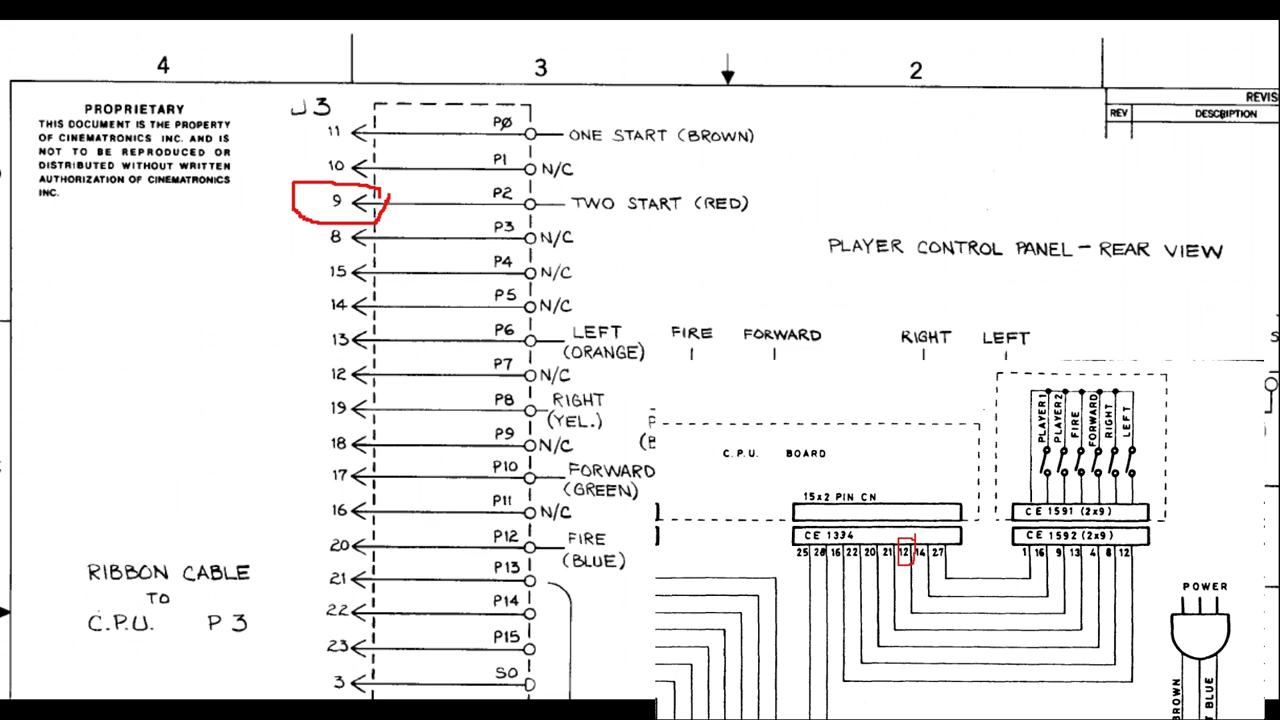 4
3
2
PROPRIETARY
THIS DOCUMENT IS THE PROPERTY
OF CINEMATRONICS INC. AND IS
NOT TO BE REPRODUCED OR
DISTRIBUTED WITHOUT WRITTEN
AUTHORIZATION OF CINEMATRONICS
INC.
J3
REVIS
REV DESCRIPTION
11 PØ ONE START (BROWN)
10 P1 N/C
9 P2 TWO START (RED)
8 P3 N/C
15 P4 N/C
14 P5 N/C
13 P6 LEFT
(ORANGE)
12 P7 N/C
19 P8 RIGHT
(YEL.)
18 P9 N/C
17 P10 FORWARD
(GREEN)
16 P11 N/C
20 P12 FIRE
(BLUE)
21 P13
22 P14
23 P15
3 SO
RIBBON CABLE
TO
C.P.U. P3
PLAYER CONTROL PANEL - REAR VIEW
FIRE FORWARD RIGHT LEFT
C.P.U. BOARD
15x2 PIN CN
CE 1334
25 28 16 22 20 21 12 14 27
PLAYER1
PLAYER2
FIRE
FORWARD
RIGHT
LEFT
CE 1591 (2x9)
CE 1592 (2x9)
1 16 9 13 4 8 12
POWER
BROWN
BLUE